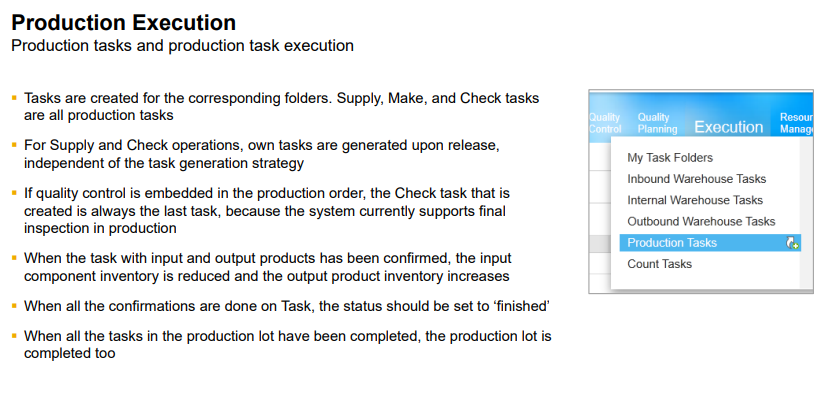 Production Execution
Production tasks and production task execution
Tasks are created for the corresponding folders. Supply, Make, and Check tasks
are all production tasks
For Supply and Check operations, own tasks are generated upon release,
independent of the task generation strategy
If quality control is embedded in the production order, the Check task that is
created is always the last task, because the system currently supports final
inspection in production
When the task with input and output products has been confirmed, the input
component inventory is reduced and the output product inventory increases
When all the confirmations are done on Task, the status should be set to ‘finished’
When all the tasks in the production lot have been completed, the production lot is
completed too
Quality
Control
Quality
Planning
Execution
Resour
Manag
My Task Folders
Inbound Warehouse Tasks
Internal Warehouse Tasks
Outbound Warehouse Tasks
Production Tasks
Count Tasks